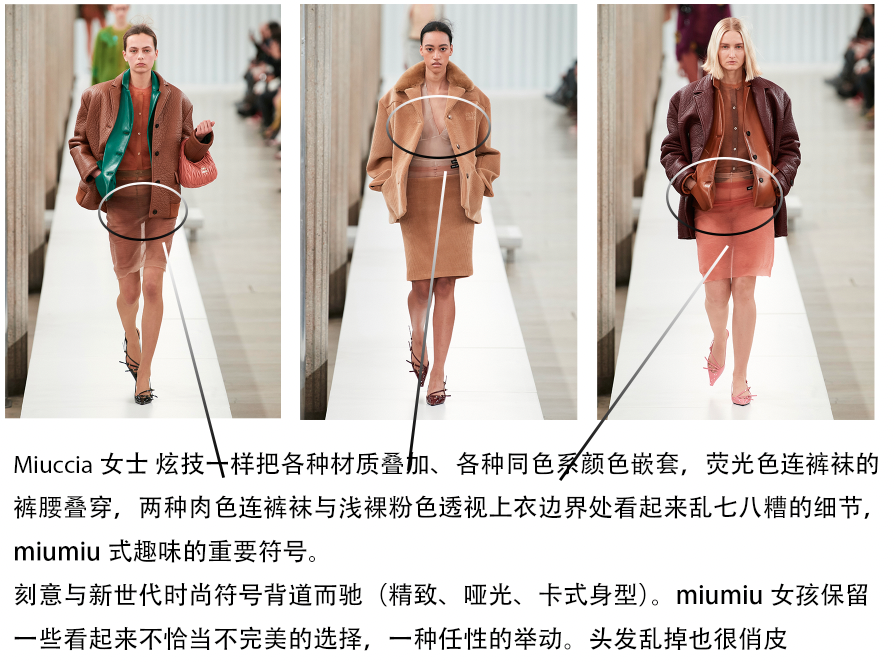 Miuccia 女士 炫技一样把各种材质叠加、各种同色系颜色嵌套，荧光色连裤袜的
裤腰叠穿，两种肉色连裤袜与浅裸粉色透视上衣边界处看起来乱七八糟的细节，
miumiu 式趣味的重要符号。
刻意与新世代时尚符号背道而驰（精致、哑光、卡式身型）。miumiu 女孩保留
一些看起来不恰当不完美的选择，一种任性的举动。头发乱掉也很俏皮